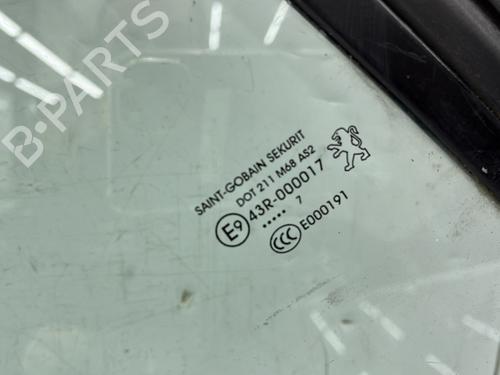 B-PARTS
SAINT-GOBAIN SEKURIT
DOT 211 M68 AS2
E9 43R-000017
..... 7
CCC E000191